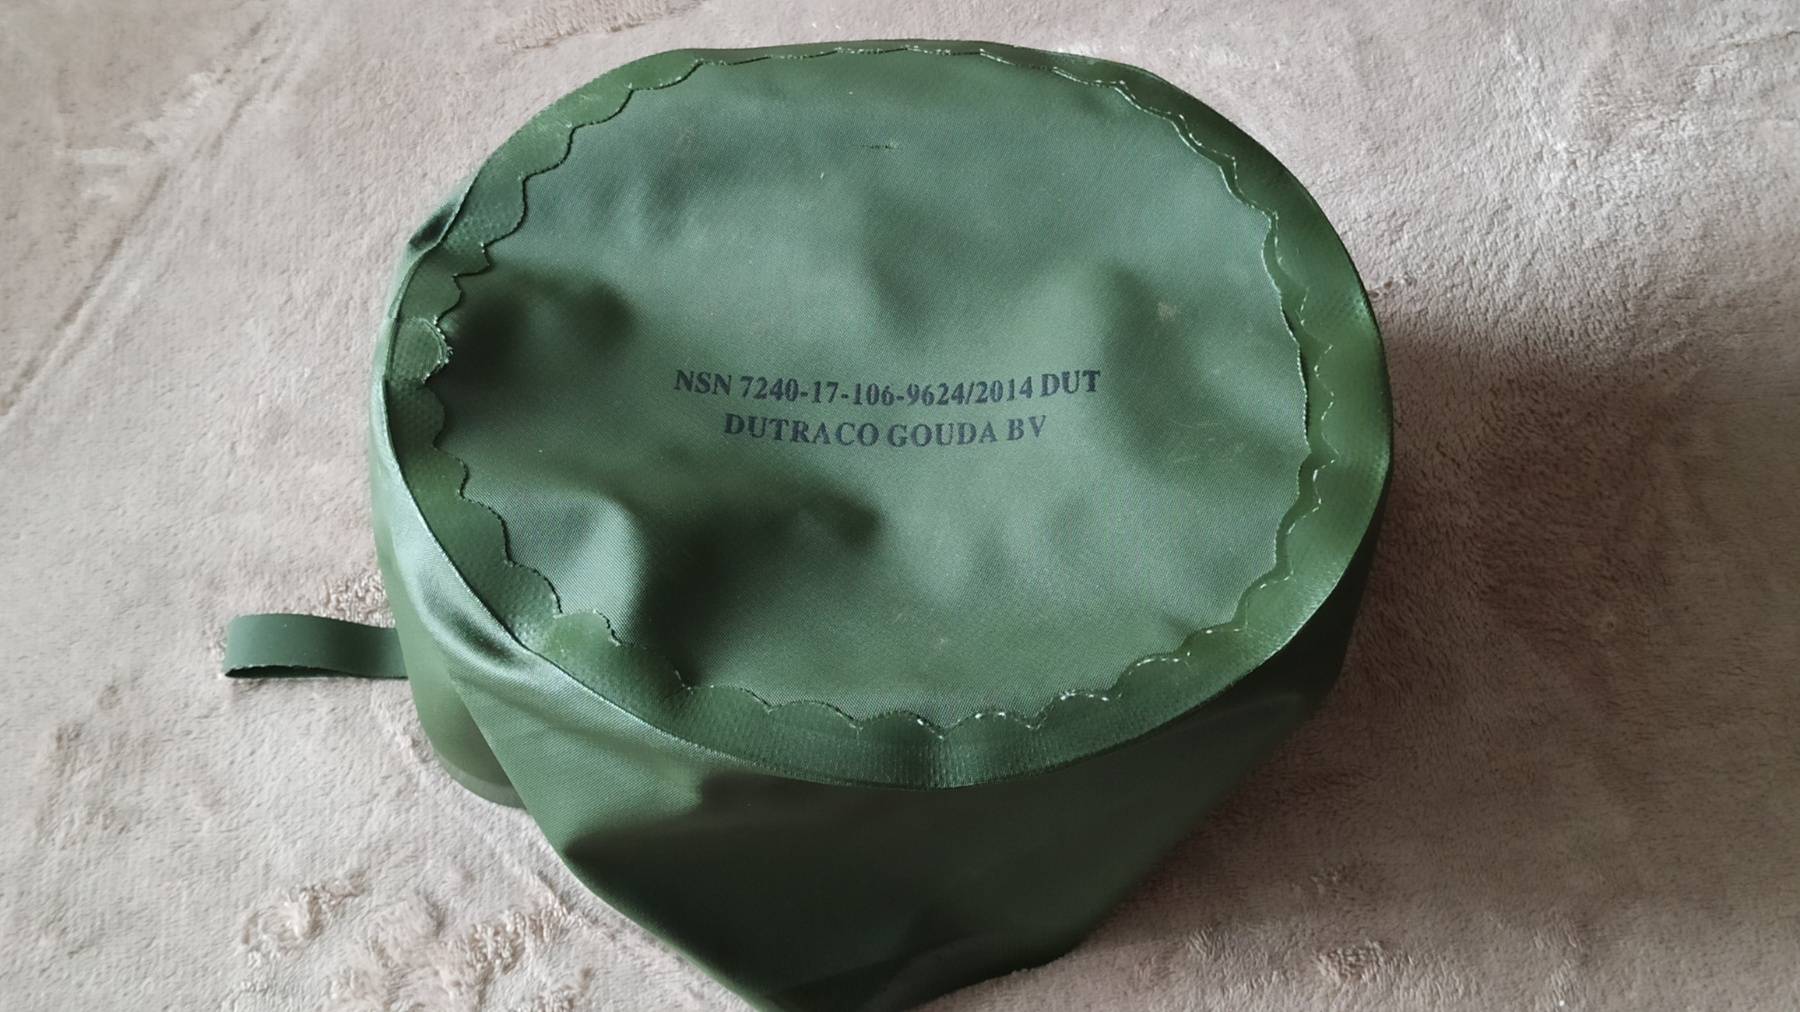 NSN 7240-17-106-9624/2014 DUT
DUTRACO GOUDA BV